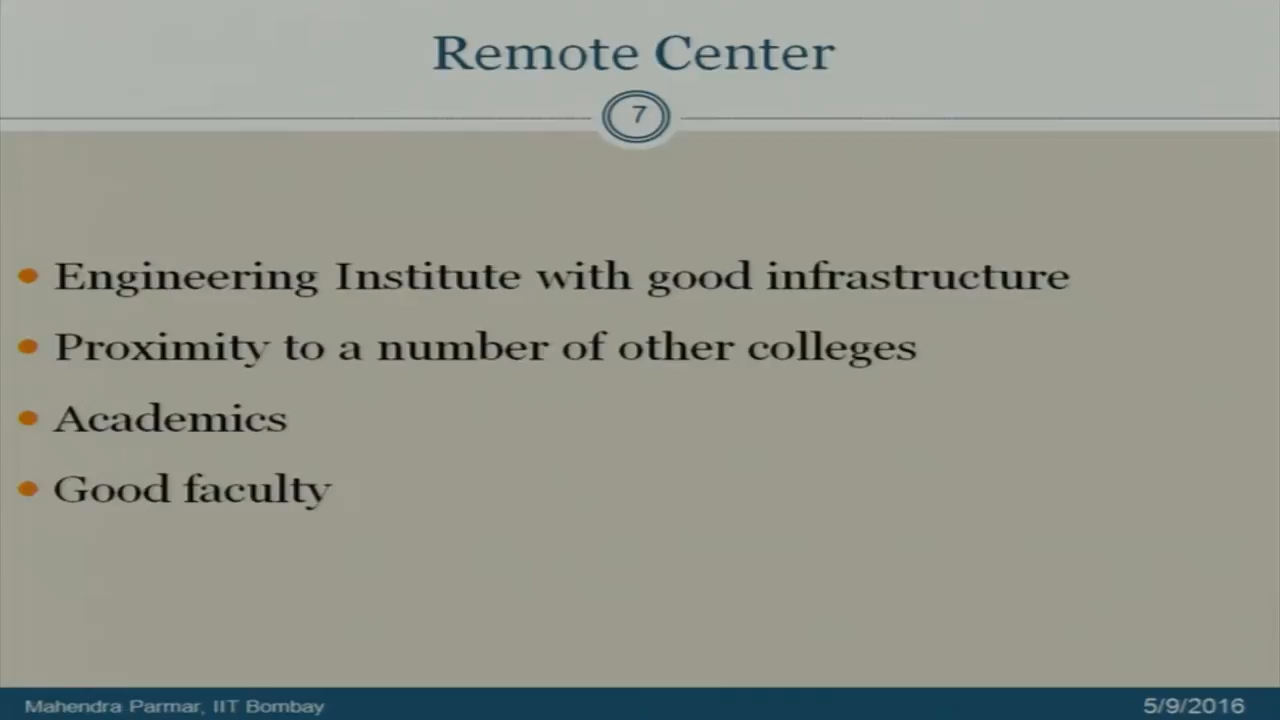 Remote Center
7
Engineering Institute with good infrastructure
Proximity to a number of other colleges
Academics
Good faculty
Mahendra Parmar, IIT Bombay
5/9/2016